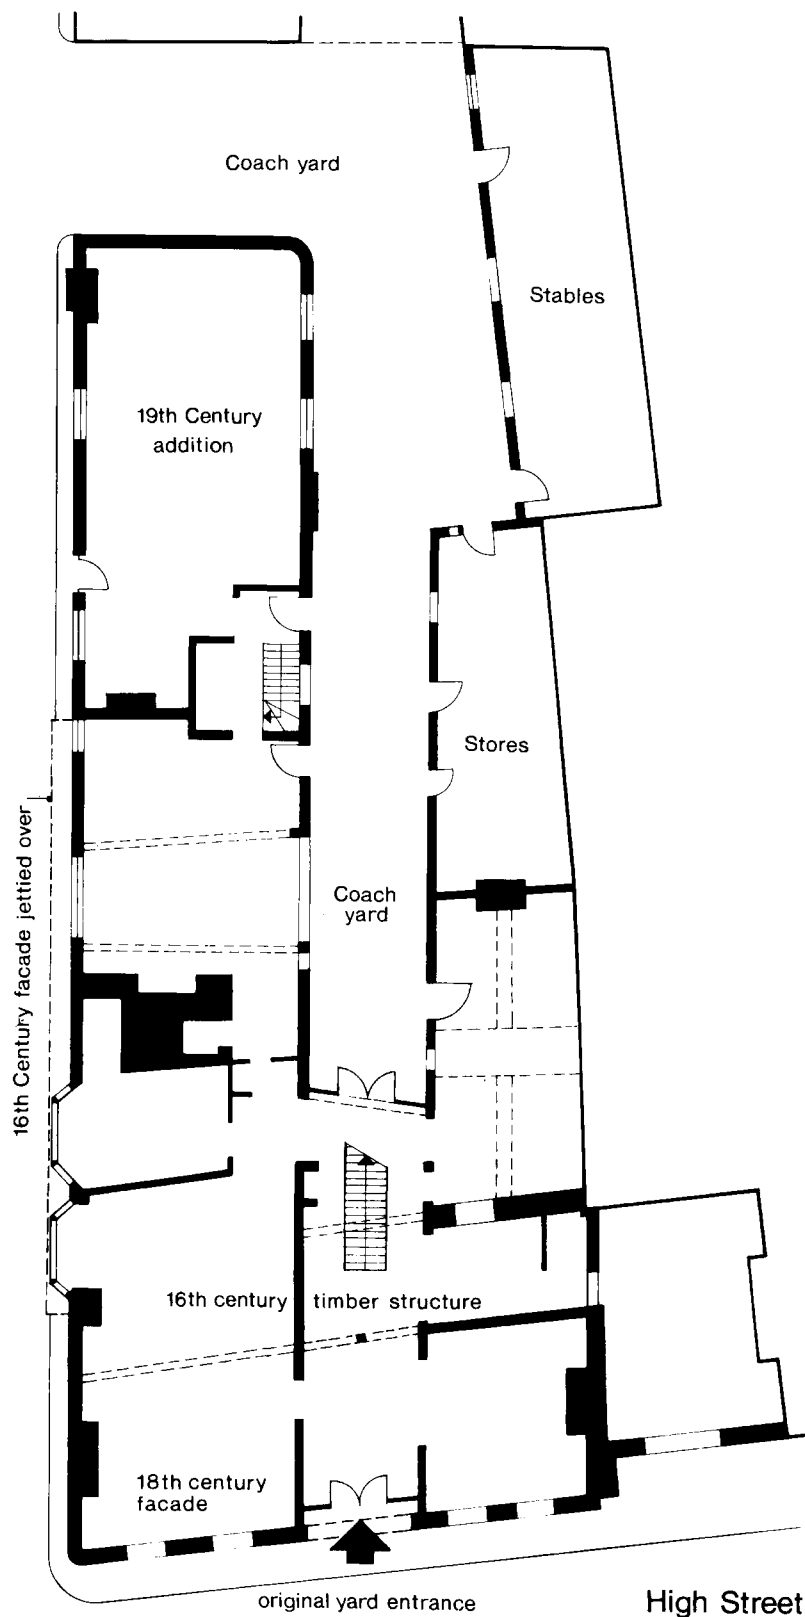 Coach yard
Stables
19th Century
addition
Stores
16th Century facade jettied over
Coach
yard
16th century timber structure
18th century
facade
original yard entrance
High Street